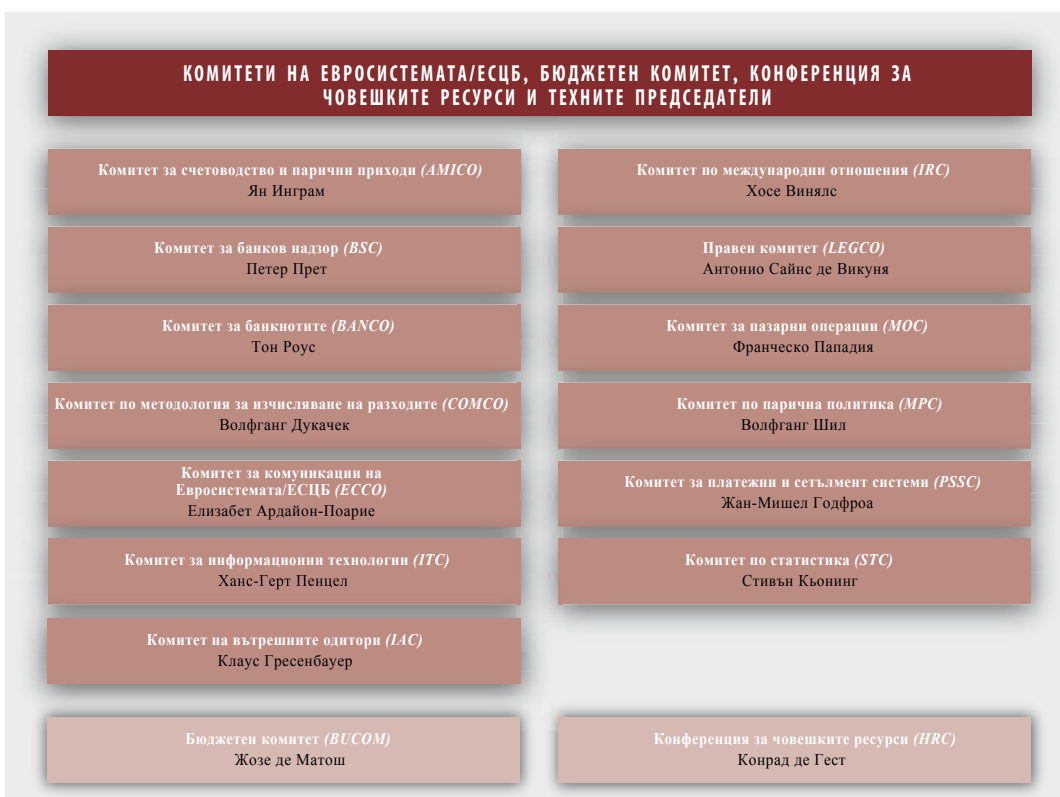 КОМИТЕТИ НА ЕВРОСИСТЕМАТА/ЕСЦБ, БЮДЖЕТЕН КОМИТЕТ, КОНФЕРЕНЦИЯ ЗА
ЧОВЕШКИТЕ РЕСУРСИ И ТЕХНИТЕ ПРЕДСЕДАТЕЛИ
Комитет за счетоводство и парични приходи (AMICO)
Ян Инграм
Комитет за банков надзор (BSC)
Петер Прет
Комитет за банкнотите (BANCO)
Тон Роус
Комитет по методология за изчисляване на разходите (COMCO)
Волфганг Дукачек
Комитет за комуникации на
Евросистемата/ЕСЦБ (ECCO)
Елизабет Ардайон-Поарие
Комитет за информационни технологии (ITC)
Ханс-Герт Пенцел
Комитет на вътрешните одитори (IAC)
Клаус Гресенбауер
Комитет по международни отношения (IRC)
Хосе Винялс
Правен комитет (LEGCO)
Антонио Сайнс де Викуня
Комитет за пазарни операции (MOC)
Франческо Пападия
Комитет по парична политика (MPC)
Волфганг Шил
Комитет за платежни и сетълмент системи (PSSC)
Жан-Мишел Годфроа
Комитет по статистика (STC)
Стивън Кьонинг
Бюджетен комитет (BUCOM)
Жозе де Матош
Конференция за човешките ресурси (HRC)
Конрад де Гест